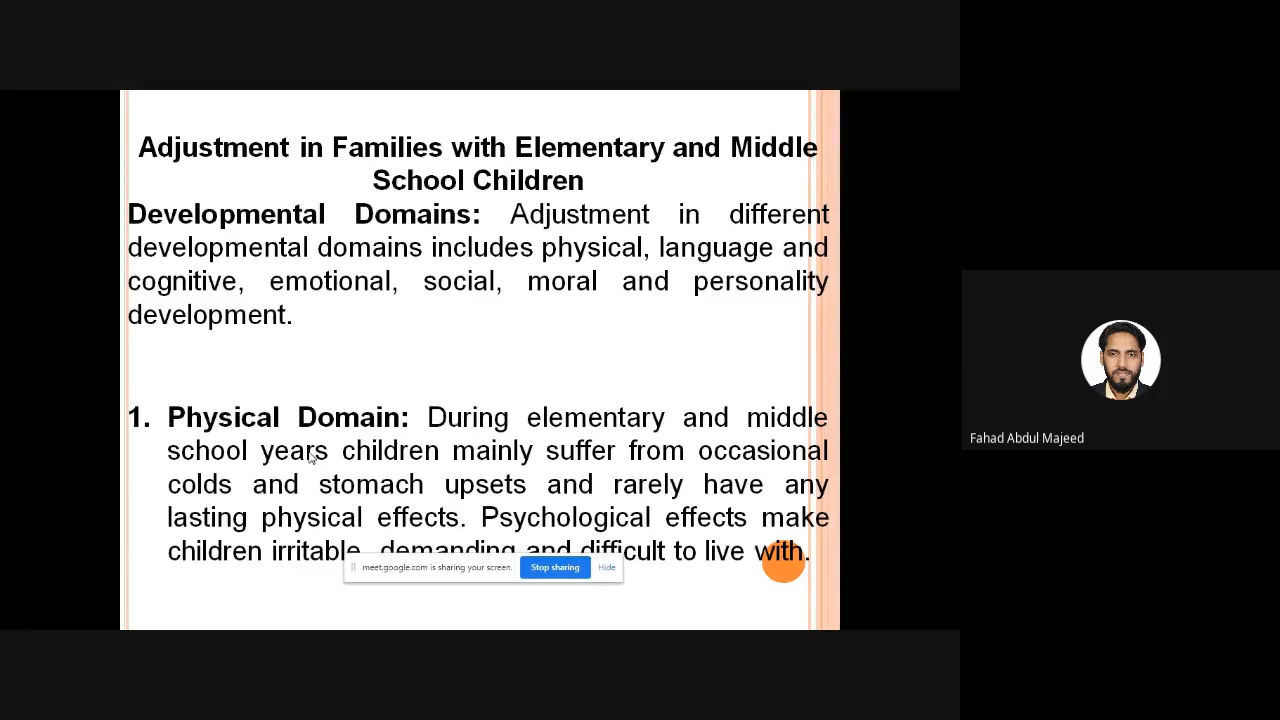 Adjustment in Families with Elementary and Middle
School Children
Developmental Domains: Adjustment in different
developmental domains includes physical, language and
cognitive, emotional, social, moral and personality
development.
1. Physical Domain: During elementary and middle
school years children mainly suffer from occasional
colds and stomach upsets and rarely have any
lasting physical effects. Psychological effects make
children irritable, demanding and difficult to live with.
meet.google.com is sharing your screen. Stop sharing Hide
Fahad Abdul Majeed